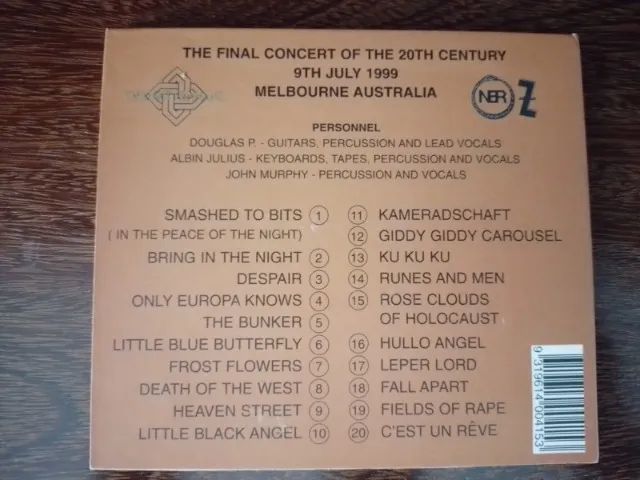 THE FINAL CONCERT OF THE 20TH CENTURY
9TH JULY 1999
MELBOURNE AUSTRALIA
NER
Z
PERSONNEL
DOUGLAS P. - GUITARS, PERCUSSION AND LEAD VOCALS
ALBIN JULIUS - KEYBOARDS, TAPES, PERCUSSION AND VOCALS
JOHN MURPHY - PERCUSSION AND VOCALS
SMASHED TO BITS 1
( IN THE PEACE OF THE NIGHT)
BRING IN THE NIGHT 2
DESPAIR 3
ONLY EUROPA KNOWS 4
THE BUNKER 5
LITTLE BLUE BUTTERFLY 6
FROST FLOWERS 7
DEATH OF THE WEST 8
HEAVEN STREET 9
LITTLE BLACK ANGEL 10
11 KAMERADSCHAFT
12 GIDDY GIDDY CAROUSEL
13 KU KU KU
14 RUNES AND MEN
15 ROSE CLOUDS
OF HOLOCAUST
16 HULLO ANGEL
17 LEPER LORD
18 FALL APART
19 FIELDS OF RAPE
20 C'EST UN RÊVE
9 319614 004153